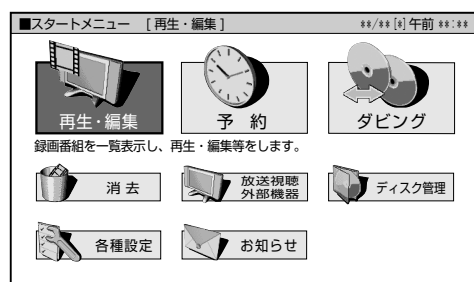 ■スタートメニュー [ 再生・編集 ] **/** [*] 午前 **:**
再生・編集 予約 ダビング
録画番組を一覧表示し、再生・編集等をします。
消去 放送視聴 外部機器 ディスク管理
各種設定 お知らせ